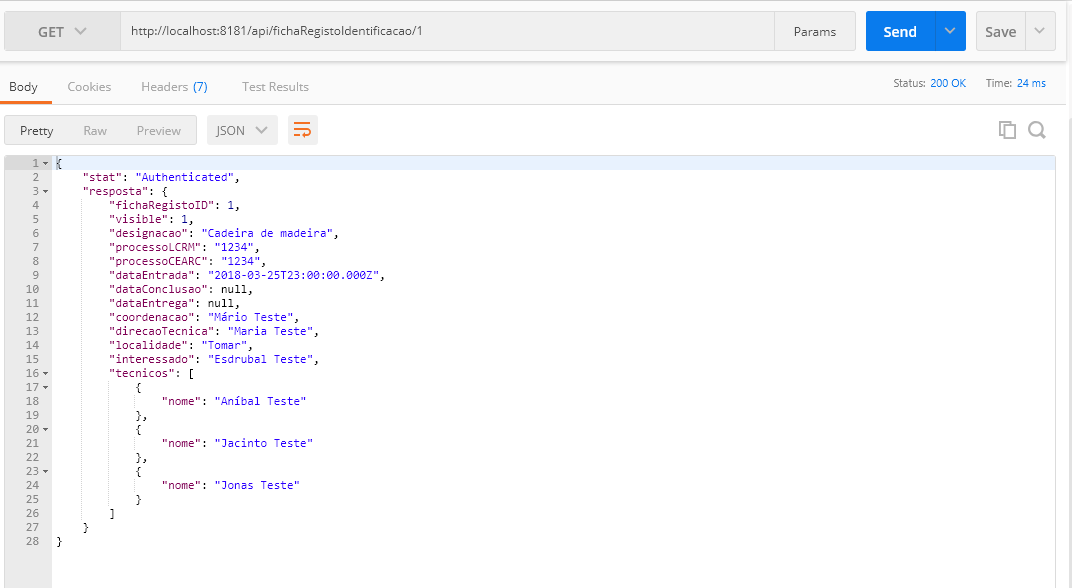 GET http://localhost:8181/api/fichaRegistoIdentificacao/1 Params Send Save
Body Cookies Headers (7) Test Results Status: 200 OK Time: 24 ms
Pretty Raw Preview JSON
1 {
2 "stat": "Authenticated",
3 "resposta": {
4 "fichaRegistoID": 1,
5 "visible": 1,
6 "designacao": "Cadeira de madeira",
7 "processoLCRM": "1234",
8 "processoCEARC": "1234",
9 "dataEntrada": "2018-03-25T23:00:00.000Z",
10 "dataConclusao": null,
11 "dataEntrega": null,
12 "coordenacao": "Mário Teste",
13 "direcaoTecnica": "Maria Teste",
14 "localidade": "Tomar",
15 "interessado": "Esdrubal Teste",
16 "tecnicos": [
17 {
18 "nome": "Aníbal Teste"
19 },
20 {
21 "nome": "Jacinto Teste"
22 },
23 {
24 "nome": "Jonas Teste"
25 }
26 ]
27 }
28 }